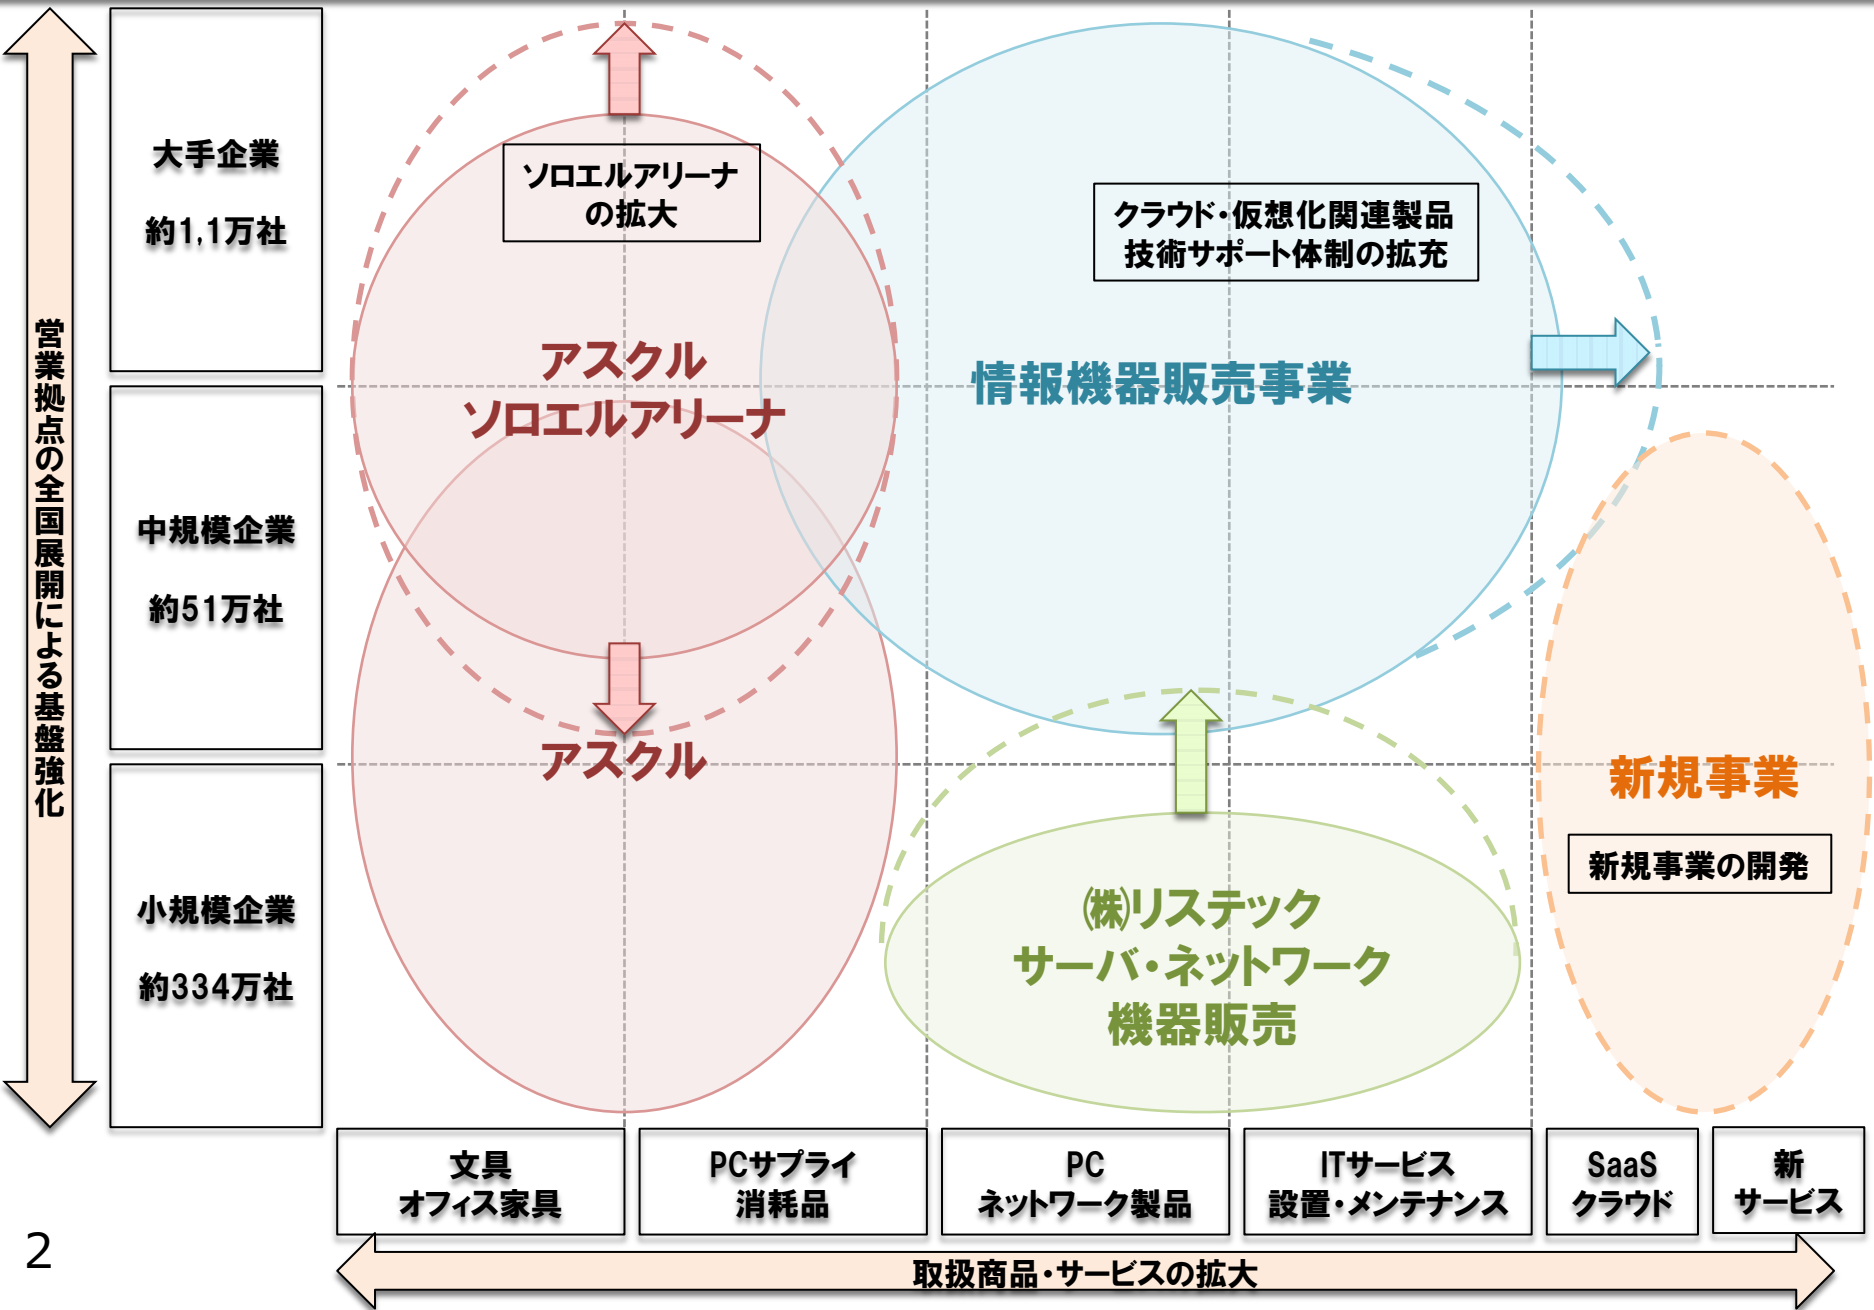 営業拠点の全国展開による基盤強化
大手企業
約1,1万社
中規模企業
約51万社
小規模企業
約334万社
ソロエルアリーナ
の拡大
クラウド・仮想化関連製品
技術サポート体制の拡充
アスクル
ソロエルアリーナ
情報機器販売事業
アスクル
新規事業
新規事業の開発
㈱リステック
サーバ・ネットワーク
機器販売
文具
オフィス家具
PCサプライ
消耗品
PC
ネットワーク製品
ITサービス
設置・メンテナンス
SaaS
クラウド
新
サービス
取扱商品・サービスの拡大
2